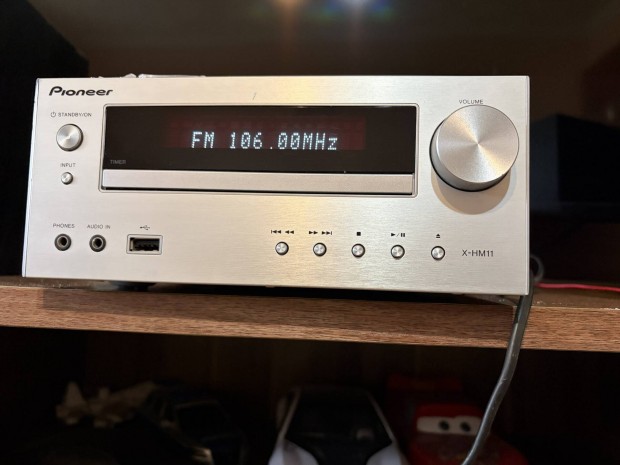 Pioneer
STANDBY/ON
VOLUME
FM 106.00MHz
TIMER
INPUT
PHONES
AUDIO IN
X-HM11